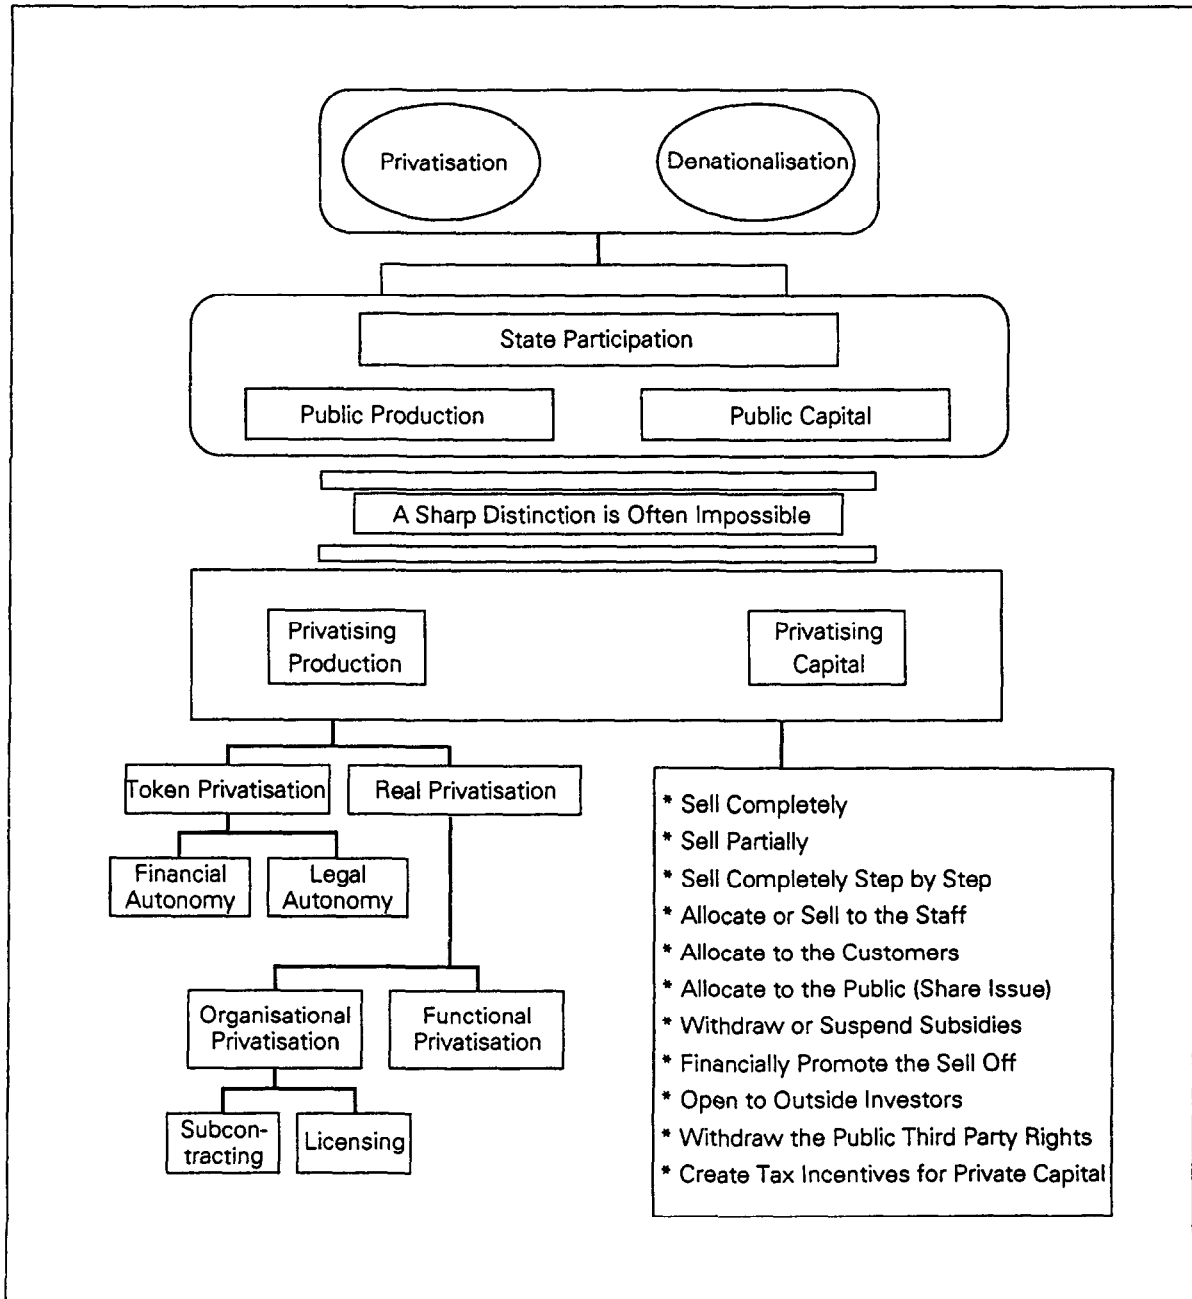 Privatisation
Denationalisation
State Participation
Public Production
Public Capital
A Sharp Distinction is Often Impossible
Privatising
Production
Privatising
Capital
Token Privatisation
Real Privatisation
Financial
Autonomy
Legal
Autonomy
Organisational
Privatisation
Functional
Privatisation
Subcon-
tracting
Licensing
* Sell Completely
* Sell Partially
* Sell Completely Step by Step
* Allocate or Sell to the Staff
* Allocate to the Customers
* Allocate to the Public (Share Issue)
* Withdraw or Suspend Subsidies
* Financially Promote the Sell Off
* Open to Outside Investors
* Withdraw the Public Third Party Rights
* Create Tax Incentives for Private Capital